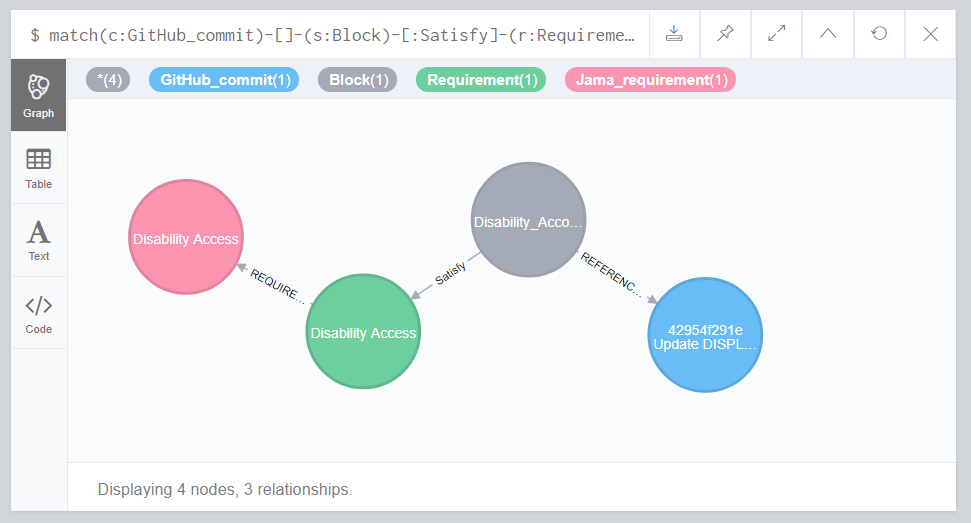 $ match(c:GitHub_commit)-[]-(s:Block)-[:Satisfy]-(r:Requireme…
*(4) GitHub_commit(1) Block(1) Requirement(1) Jama_requirement(1)
Graph
Table
Text
Code
Disability Access
REQUIRE…
Disability Access
Satisfy
Disability_Acco…
REFERENC…
42954f291e
Update DISPL…
Displaying 4 nodes, 3 relationships.